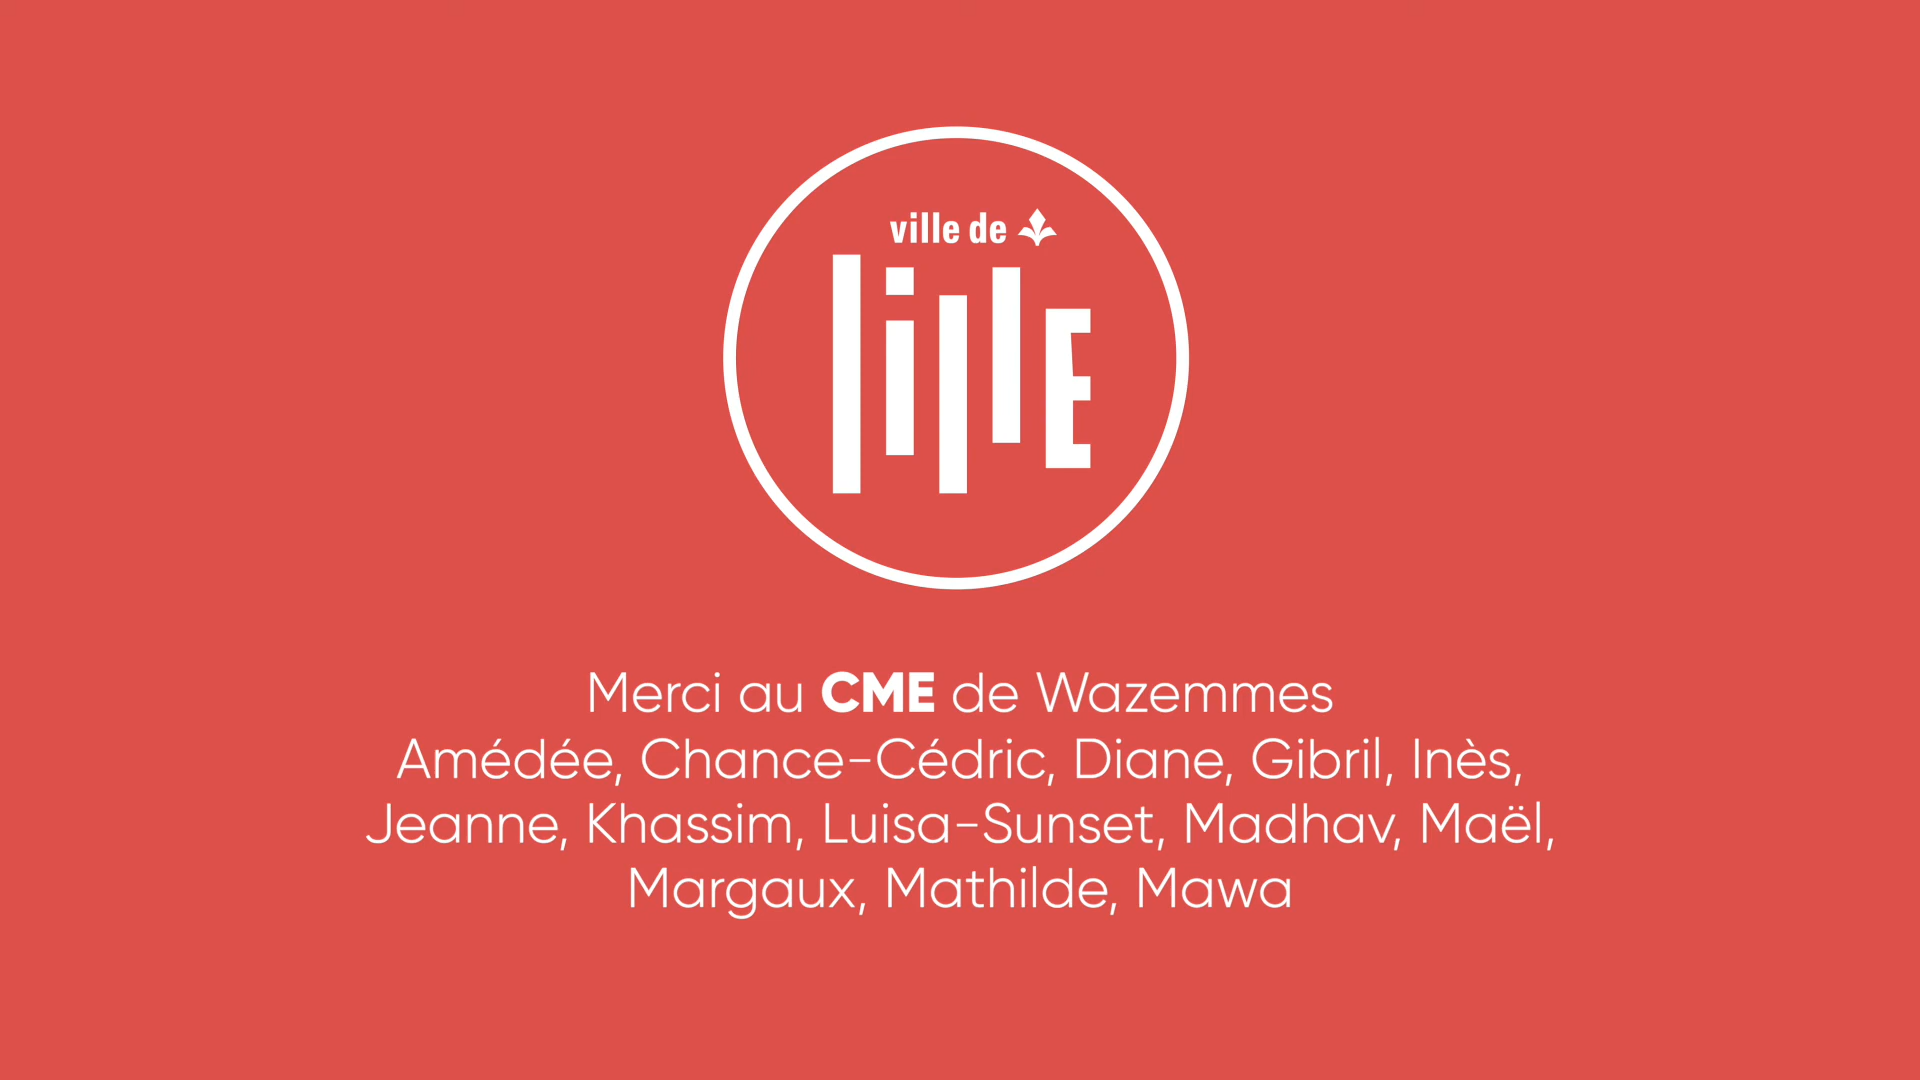 ville de
lillE
Merci au CME de Wazemmes
Amédée, Chance-Cédric, Diane, Gibril, Inès,
Jeanne, Khassim, Luisa-Sunset, Madhav, Maël,
Margaux, Mathilde, Mawa